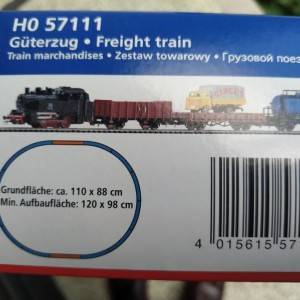 H0 57111
Güterzug • Freight train
Train marchandises • Zestaw towarowy • Грузовой
Grundfläche: ca. 110 x 88 cm
Min. Aufbaufläche: 120 x 98 cm
4 015615 57